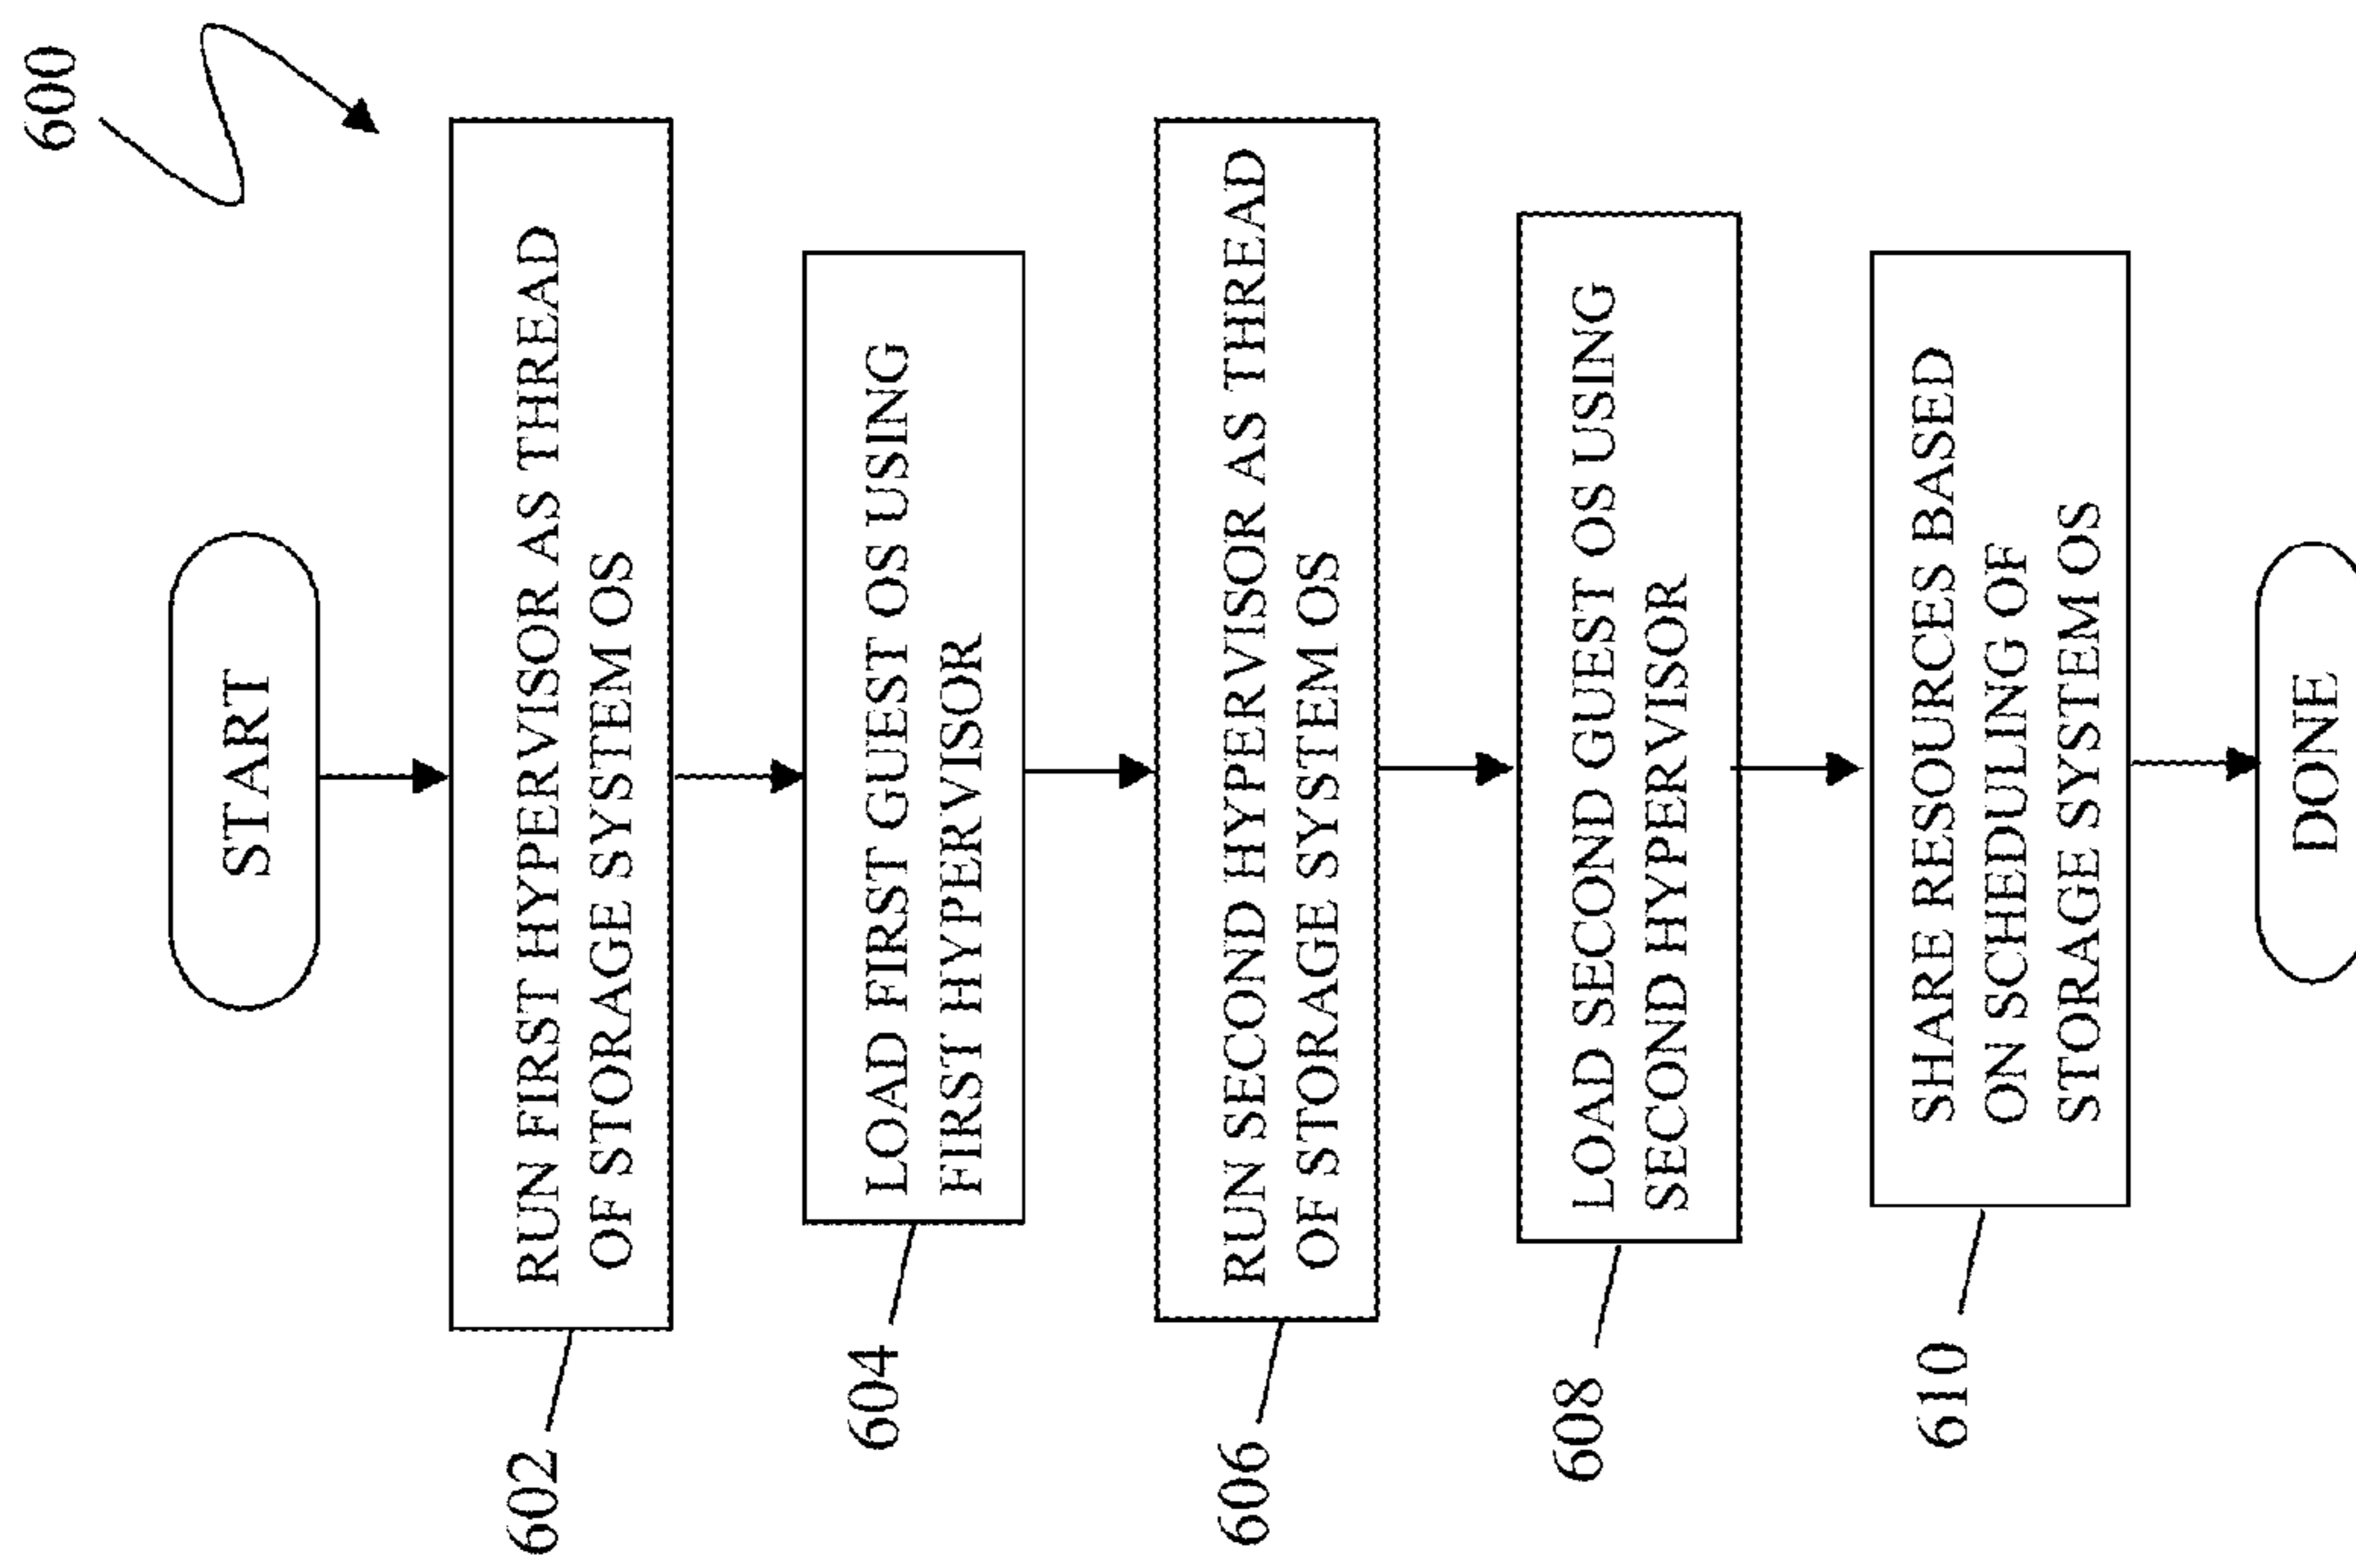 600
START
602
RUN FIRST HYPERVISOR AS THREAD
OF STORAGE SYSTEM OS
604
LOAD FIRST GUEST OS USING
FIRST HYPERVISOR
606
RUN SECOND HYPERVISOR AS THREAD
OF STORAGE SYSTEM OS
608
LOAD SECOND GUEST OS USING
SECOND HYPERVISOR
610
SHARE RESOURCES BASED
ON SCHEDULING OF
STORAGE SYSTEM OS
DONE